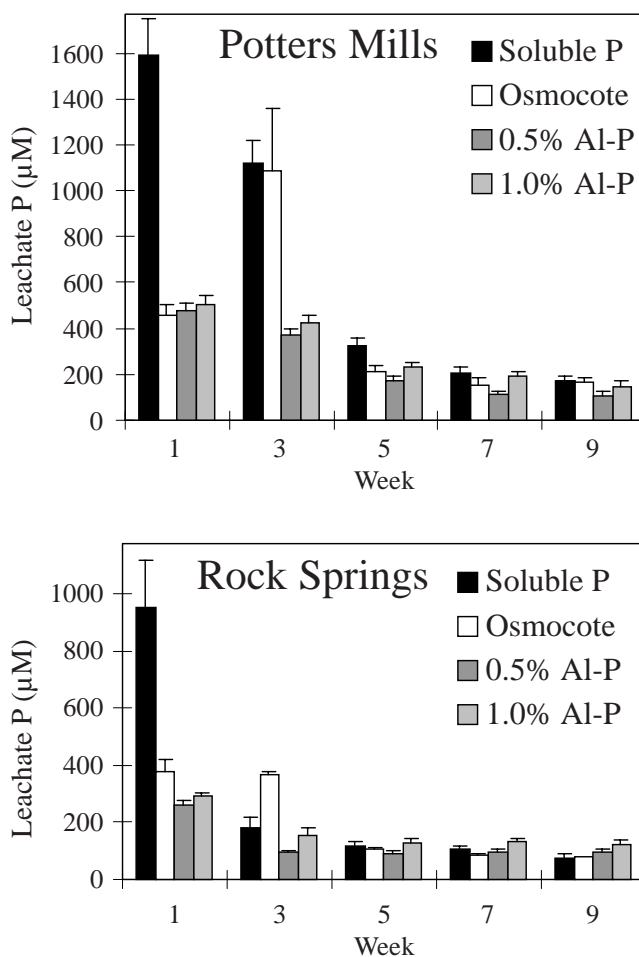 Potters Mills
Soluble P
Osmocote
0.5% Al-P
1.0% Al-P
Leachate P (µM)
1600
1400
1200
1000
800
600
400
200
0
1 3 5 7 9
Week
Rock Springs
Soluble P
Osmocote
0.5% Al-P
1.0% Al-P
Leachate P (µM)
1000
800
600
400
200
0
1 3 5 7 9
Week